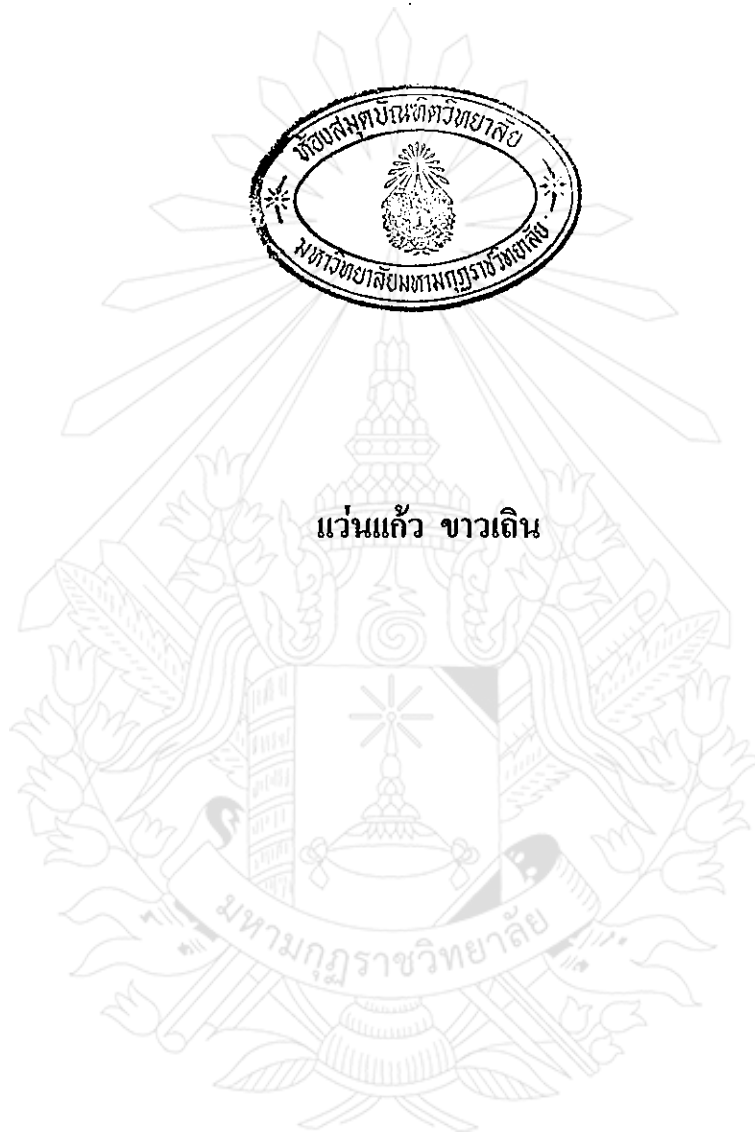 ห้องสมุดบัณฑิตวิทยาลัย
มหาวิทยาลัยมหามกุฏราชวิทยาลัย
แว่นแก้ว ขาวเถิน
มหามกุฏราชวิทยาลัย